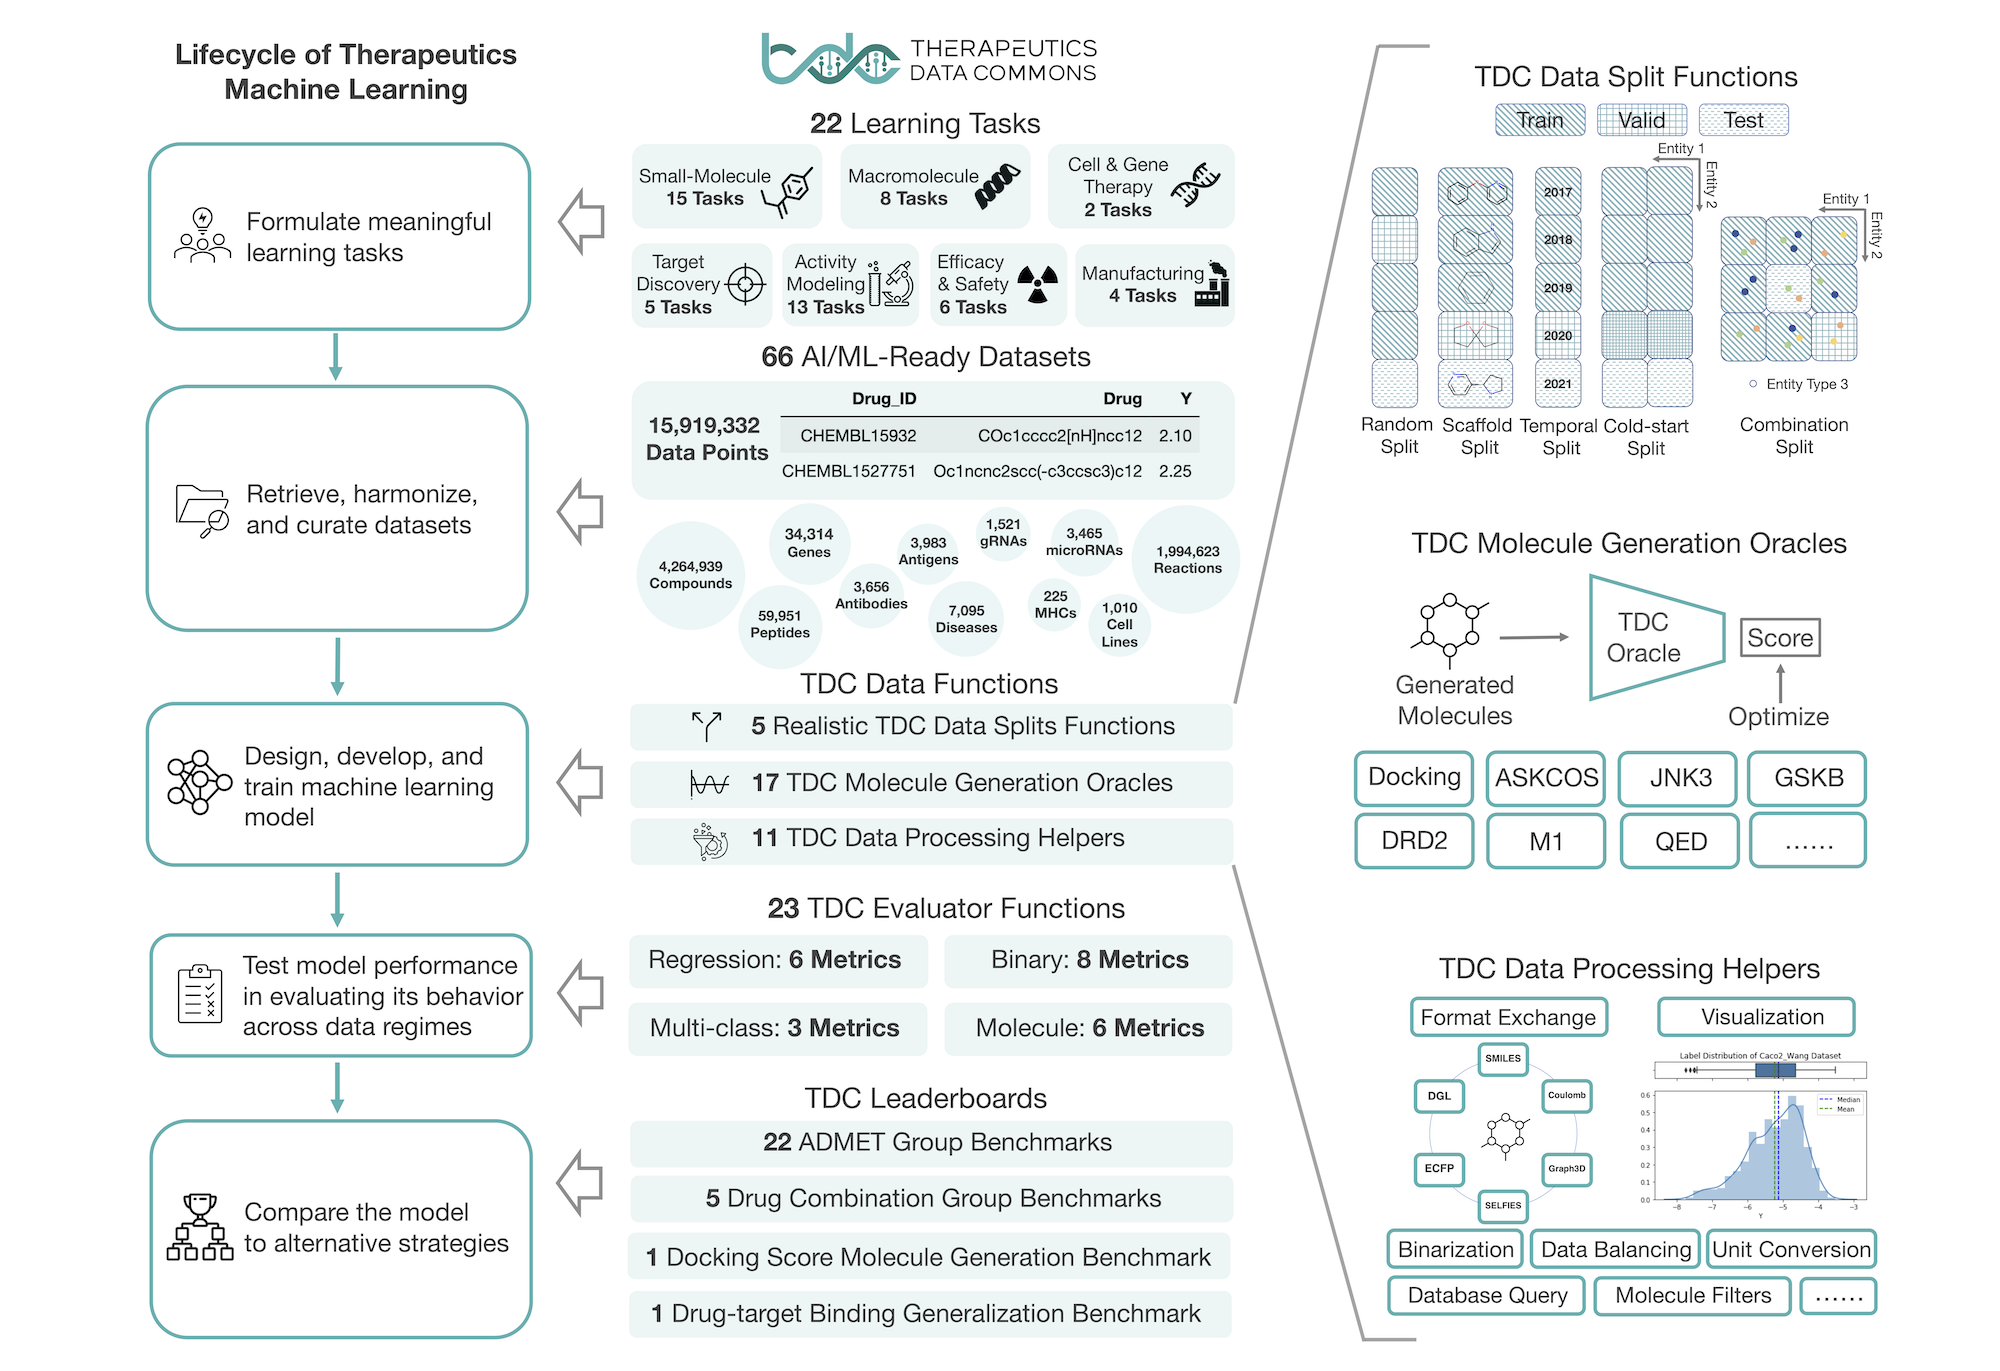 Lifecycle of Therapeutics
Machine Learning
Formulate meaningful
learning tasks
Retrieve, harmonize,
and curate datasets
Design, develop, and
train machine learning
model
Test model performance
in evaluating its behavior
across data regimes
Compare the model
to alternative strategies
tdc
THERAPEUTICS
DATA COMMONS
22 Learning Tasks
Small-Molecule
15 Tasks
Macromolecule
8 Tasks
Cell & Gene
Therapy
2 Tasks
Target
Discovery
5 Tasks
Activity
Modeling
13 Tasks
Efficacy
& Safety
6 Tasks
Manufacturing
4 Tasks
66 AI/ML-Ready Datasets
15,919,332
Data Points
Drug_ID Drug Y
CHEMBL15932 COc1cccc2[nH]ncc12 2.10
CHEMBL1527751 Oc1ncnc2scc(-c3ccsc3)c12 2.25
4,264,939
Compounds
34,314
Genes
59,951
Peptides
3,656
Antibodies
3,983
Antigens
1,521
gRNAs
7,095
Diseases
3,465
microRNAs
225
MHCs
1,010
Cell
Lines
1,994,623
Reactions
TDC Data Functions
5 Realistic TDC Data Splits Functions
17 TDC Molecule Generation Oracles
11 TDC Data Processing Helpers
23 TDC Evaluator Functions
Regression: 6 Metrics
Binary: 8 Metrics
Multi-class: 3 Metrics
Molecule: 6 Metrics
TDC Leaderboards
22 ADMET Group Benchmarks
5 Drug Combination Group Benchmarks
1 Docking Score Molecule Generation Benchmark
1 Drug-target Binding Generalization Benchmark
TDC Data Split Functions
Train
Valid
Test
Entity 1
Entity 2
2017
2018
2019
2020
2021
Entity 1
Entity 2
Entity Type 3
Random
Split
Scaffold
Split
Temporal
Split
Cold-start
Split
Combination
Split
TDC Molecule Generation Oracles
Generated
Molecules
TDC
Oracle
Score
Optimize
Docking
ASKCOS
JNK3
GSKB
DRD2
M1
QED
......
TDC Data Processing Helpers
Format Exchange
Visualization
SMILES
DGL
Coulomb
ECFP
Graph3D
SELFIES
Label Distribution of Caco2_Wang Dataset
Median
Mean
0.6
0.5
0.4
0.3
0.2
0.1
0.0
−8 −7 −6 −5 −4 −3
Y
Binarization
Data Balancing
Unit Conversion
Database Query
Molecule Filters
......